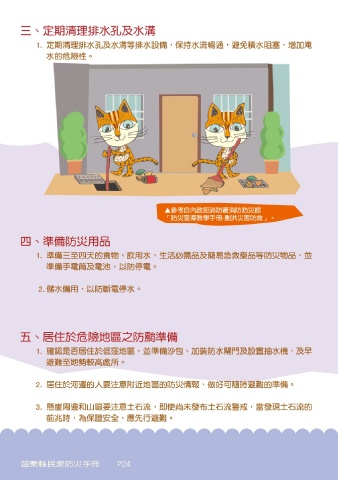 三、定期清理排水孔及水溝
1. 定期清理排水孔及水溝等排水設備，保持水流暢通，避免積水阻塞，增加淹
水的危險性。
▲參考自內政部消防署消防防災館
「防災宣導教學手冊-颱洪災害防救」。
四、準備防災用品
1. 準備三至四天的食物、飲用水、生活必需品及簡易急救藥品等防災物品，並
準備手電筒及電池，以防停電。
2. 儲水備用，以防斷電停水。
五、居住於危險地區之防颱準備
1. 確認是否居住於低窪地區，並準備沙包、加裝防水閘門及設置抽水機，及早
避難至地勢較高處所。
2. 居住於河邊的人要注意附近地區的防災情報，做好可隨時避難的準備。
3. 懸崖周邊和山區要注意土石流，即使尚未發布土石流警戒，當發現土石流的
前兆時，為保證安全，應先行避難。
苗栗縣民眾防災手冊 P24